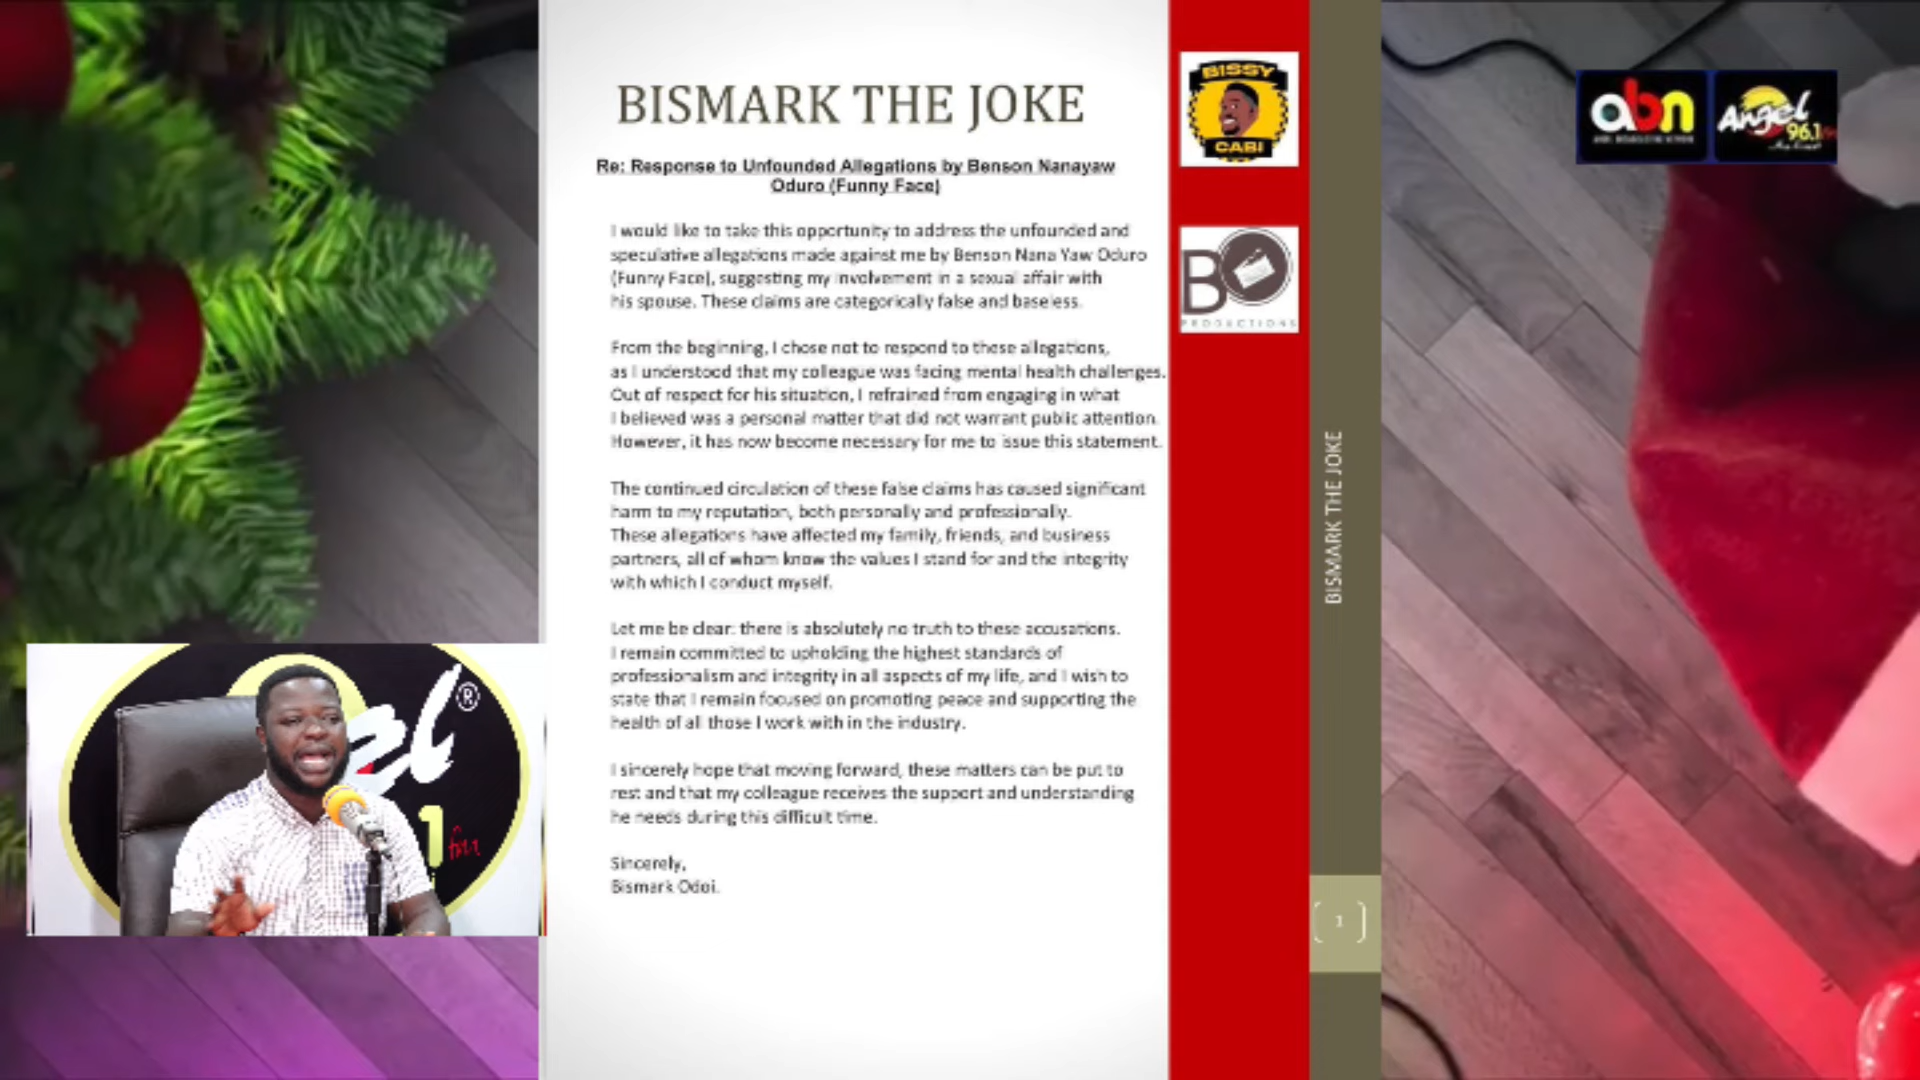 BISMARK THE JOKE
Re: Response to Unfounded Allegations by Benson Nanayaw
Oduro (Funny Face)
I would like to take this opportunity to address the unfounded and
speculative allegations made against me by Benson Nana Yaw Oduro
(Funny Face), suggesting my involvement in a sexual affair with
his spouse. These claims are categorically false and baseless.
From the beginning, I chose not to respond to these allegations,
as I understood that my colleague was facing mental health challenges.
Out of respect for his situation, I refrained from engaging in what
I believed was a personal matter that did not warrant public attention.
However, it has now become necessary for me to issue this statement.
The continued circulation of these false claims has caused significant
harm to my reputation, both personally and professionally.
These allegations have affected my family, friends, and business
partners, all of whom know the values I stand for and the integrity
with which I conduct myself.
Let me be clear: there is absolutely no truth to these accusations.
I remain committed to upholding the highest standards of
professionalism and integrity in all aspects of my life, and I wish to
state that I remain focused on promoting peace and supporting the
health of all those I work with in the industry.
I sincerely hope that moving forward, these matters can be put to
rest and that my colleague receives the support and understanding
he needs during this difficult time.
Sincerely,
Bismark Odoi.
BISSY
CABI
B
PRODUCTIONS
BISMARK THE JOKE
1
abn
Angel
96.1
el®
1 fm